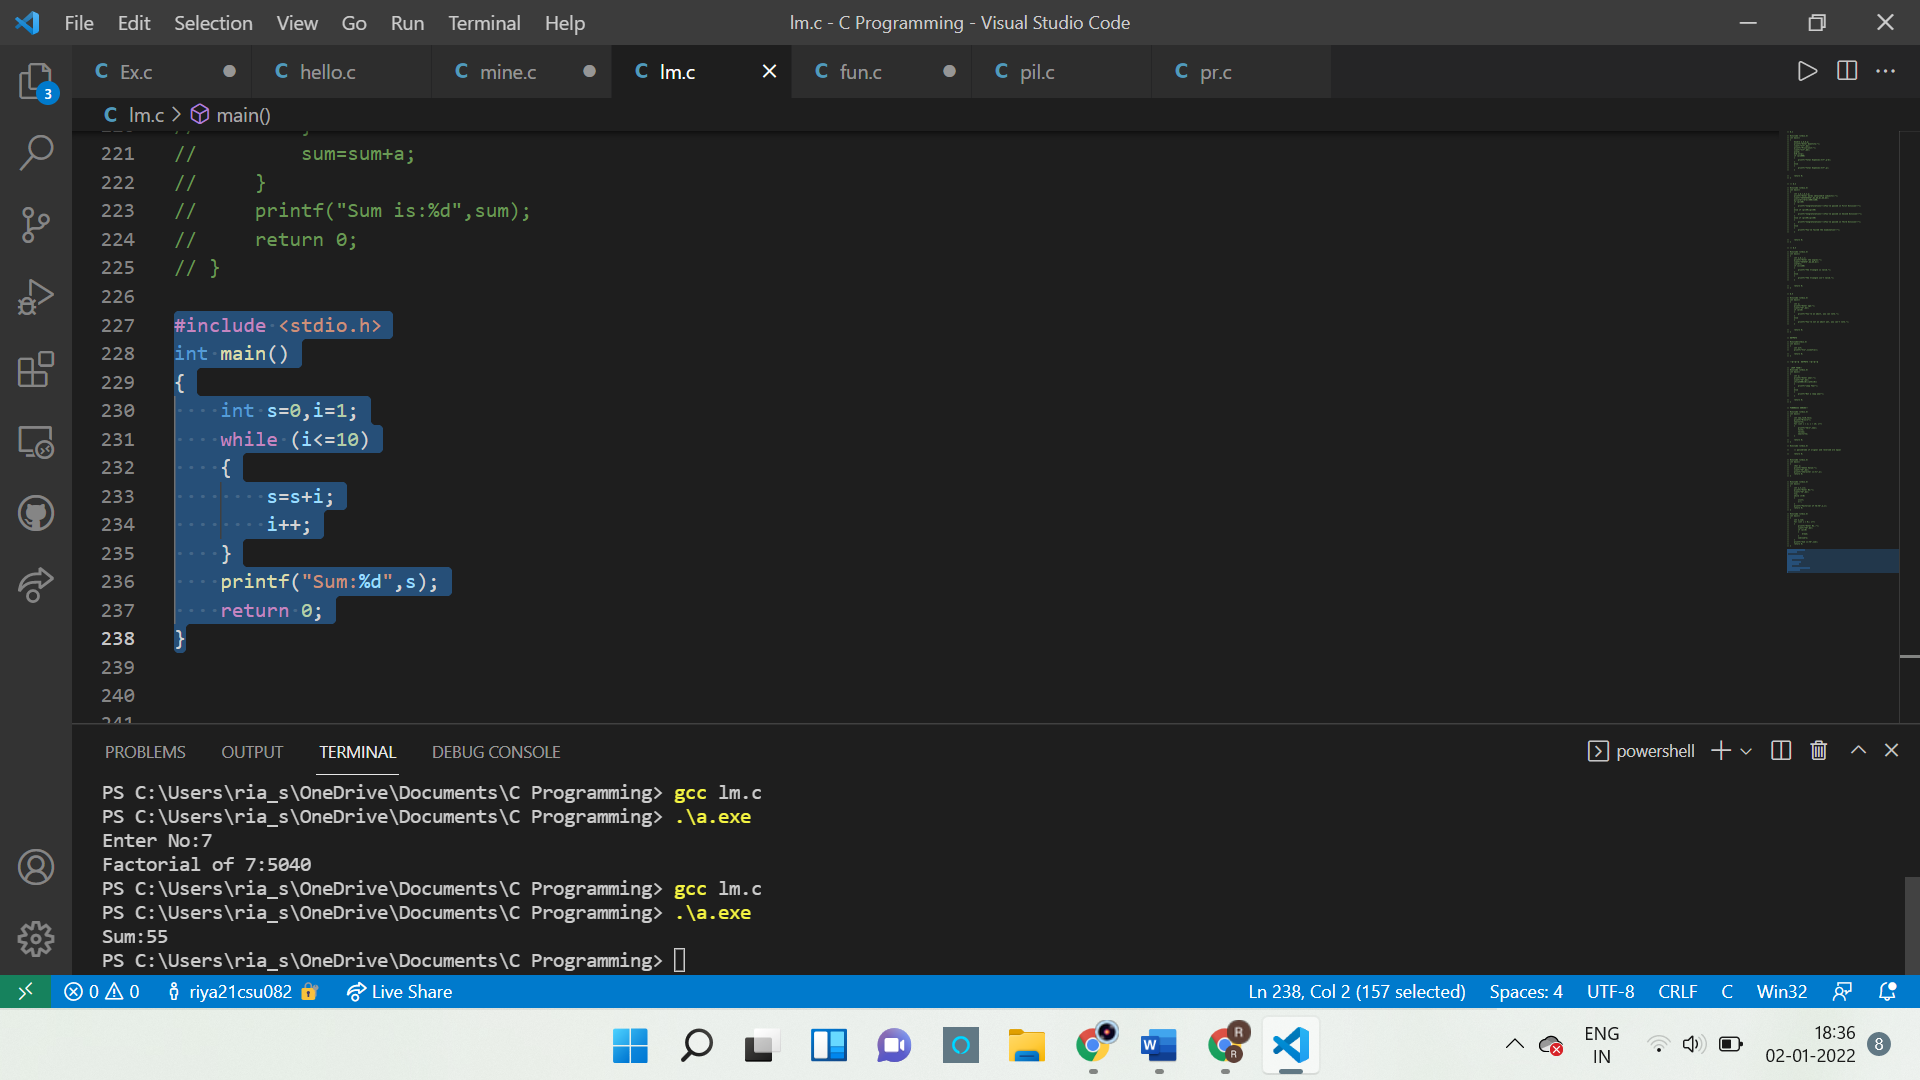 File Edit Selection View Go Run Terminal Help
lm.c - C Programming - Visual Studio Code
3
C Ex.c
C hello.c
C mine.c
C lm.c
C fun.c
C pil.c
C pr.c
C lm.c > main()
221 //         sum=sum+a;
222 //     }
223 //     printf("Sum is:%d",sum);
224 //     return 0;
225 // }
226
227 #include <stdio.h>
228 int main()
229 {
230     int s=0,i=1;
231     while (i<=10)
232     {
233         s=s+i;
234         i++;
235     }
236     printf("Sum:%d",s);
237     return 0;
238 }
239
240
241
PROBLEMS OUTPUT TERMINAL DEBUG CONSOLE
powershell
PS C:\Users\ria_s\OneDrive\Documents\C Programming> gcc lm.c
PS C:\Users\ria_s\OneDrive\Documents\C Programming> .\a.exe
Enter No:7
Factorial of 7:5040
PS C:\Users\ria_s\OneDrive\Documents\C Programming> gcc lm.c
PS C:\Users\ria_s\OneDrive\Documents\C Programming> .\a.exe
Sum:55
PS C:\Users\ria_s\OneDrive\Documents\C Programming>
0 0 riya21csu082 Live Share
Ln 238, Col 2 (157 selected) Spaces: 4 UTF-8 CRLF C Win32
ENG
IN
18:36
02-01-2022
8